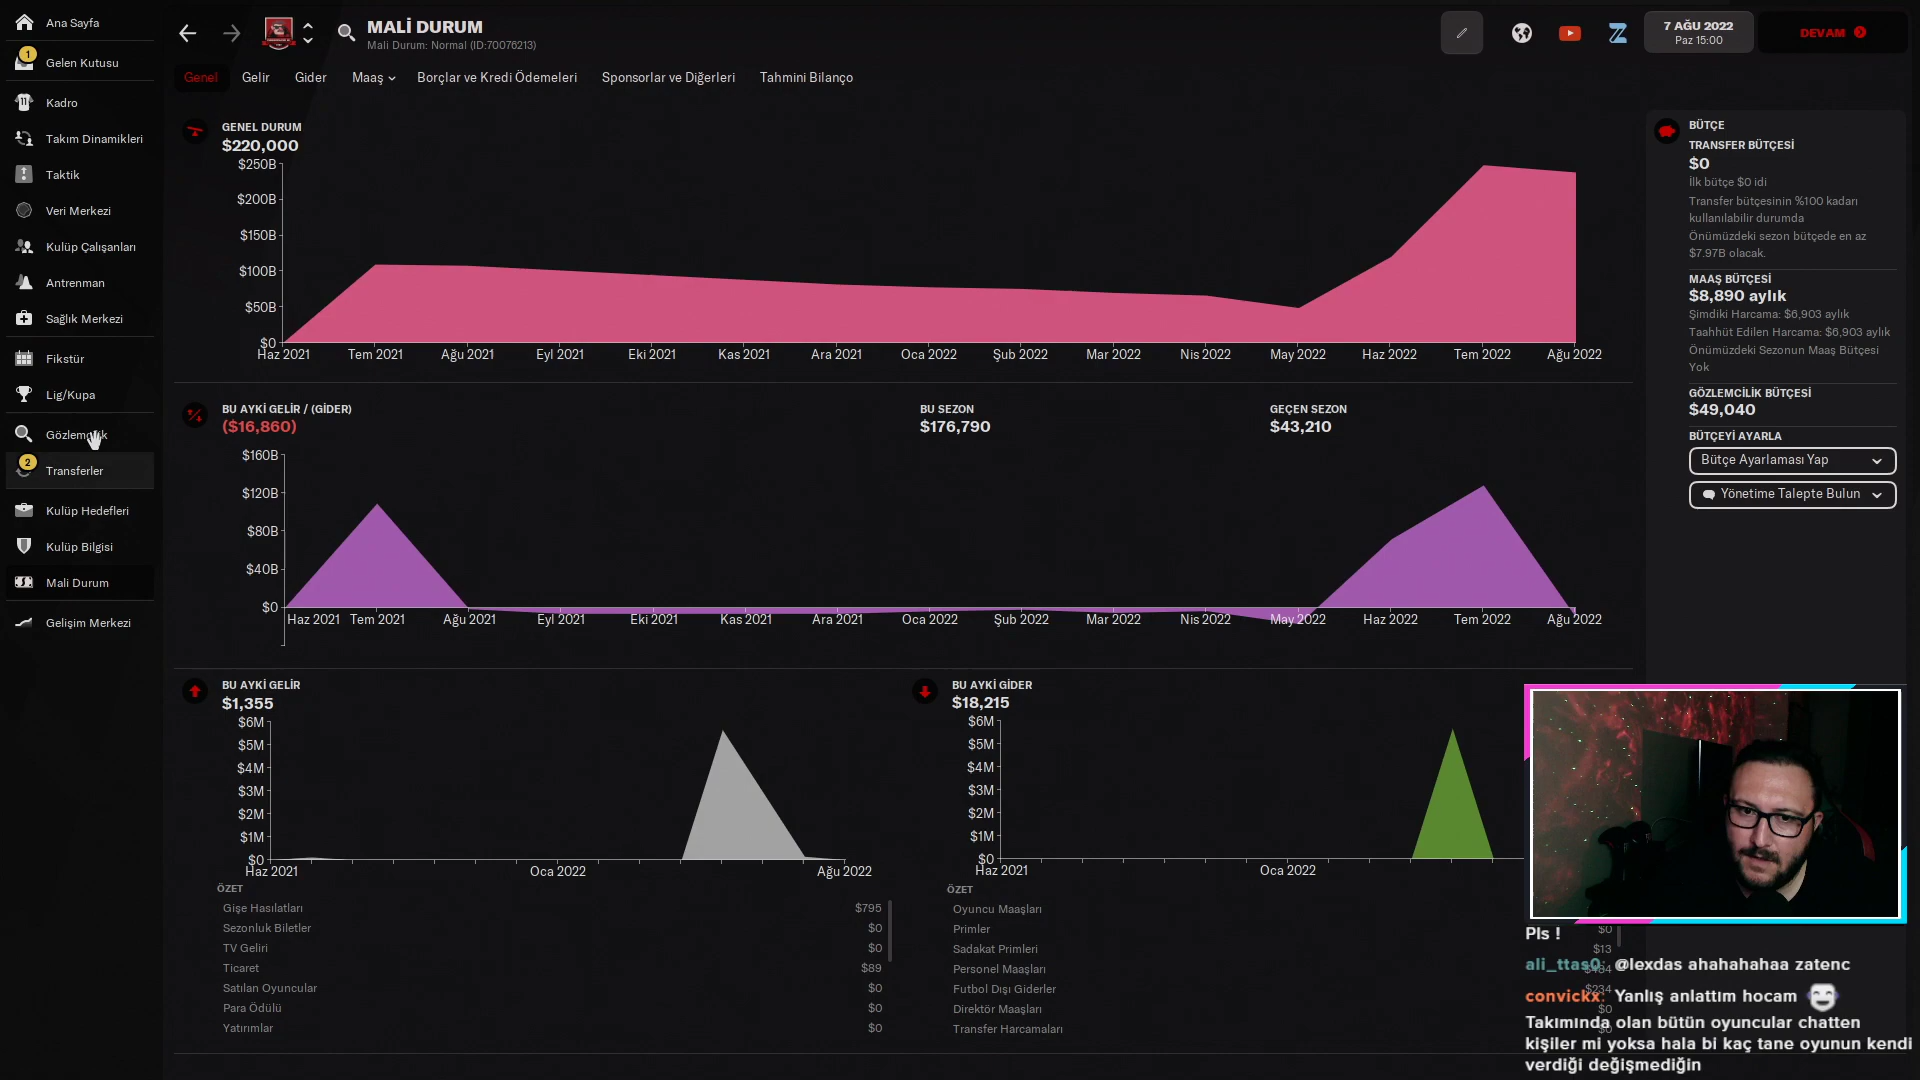 Ana Sayfa
1
Gelen Kutusu
Kadro
Takım Dinamikleri
Taktik
Veri Merkezi
Kulüp Çalışanları
Antrenman
Sağlık Merkezi
Fikstür
Lig/Kupa
Gözlemcilik
2
Transferler
Kulüp Hedefleri
Kulüp Bilgisi
Mali Durum
Gelişim Merkezi
MALİ DURUM
Mali Durum: Normal (ID:70076213)
7 AĞU 2022
Paz 15:00
DEVAM
Genel Gelir Gider Maaş Borçlar ve Kredi Ödemeleri Sponsorlar ve Diğerleri Tahmini Bilanço
GENEL DURUM
$220,000
$250B
$200B
$150B
$100B
$50B
$0
Haz 2021 Tem 2021 Ağu 2021 Eyl 2021 Eki 2021 Kas 2021 Ara 2021 Oca 2022 Şub 2022 Mar 2022 Nis 2022 May 2022 Haz 2022 Tem 2022 Ağu 2022
BU AYKİ GELİR / (GİDER)
($16,860)
BU SEZON
$176,790
GEÇEN SEZON
$43,210
$160B
$120B
$80B
$40B
$0
Haz 2021 Tem 2021 Ağu 2021 Eyl 2021 Eki 2021 Kas 2021 Ara 2021 Oca 2022 Şub 2022 Mar 2022 Nis 2022 May 2022 Haz 2022 Tem 2022 Ağu 2022
BU AYKİ GELİR
$1,355
$6M
$5M
$4M
$3M
$2M
$1M
$0
Haz 2021 Oca 2022 Ağu 2022
ÖZET
Gişe Hasılatları $795
Sezonluk Biletler $0
TV Geliri $0
Ticaret $89
Satılan Oyuncular $0
Para Ödülü $0
Yatırımlar $0
BU AYKİ GİDER
$18,215
$6M
$5M
$4M
$3M
$2M
$1M
$0
Haz 2021 Oca 2022
ÖZET
Oyuncu Maaşları
Primler $0
Sadakat Primleri $13
Personel Maaşları
Futbol Dışı Giderler $234
Direktör Maaşları $0
Transfer Harcamaları
BÜTÇE
TRANSFER BÜTÇESİ
$0
İlk bütçe $0 idi
Transfer bütçesinin %100 kadarı
kullanılabilir durumda
Önümüzdeki sezon bütçede en az
$7.97B olacak.
MAAŞ BÜTÇESİ
$8,890 aylık
Şimdiki Harcama: $6,903 aylık
Taahhüt Edilen Harcama: $6,903 aylık
Önümüzdeki Sezonun Maaş Bütçesi
Yok
GÖZLEMCİLİK BÜTÇESİ
$49,040
BÜTÇEYİ AYARLA
Bütçe Ayarlaması Yap
Yönetime Talepte Bulun
Pls !
ali_ttas0: @lexdas ahahahahaa zatenc
convickx: Yanlış anlattım hocam
Takımında olan bütün oyuncular chatten
kişiler mi yoksa hala bi kaç tane oyunun kendi
verdiği değişmediğin